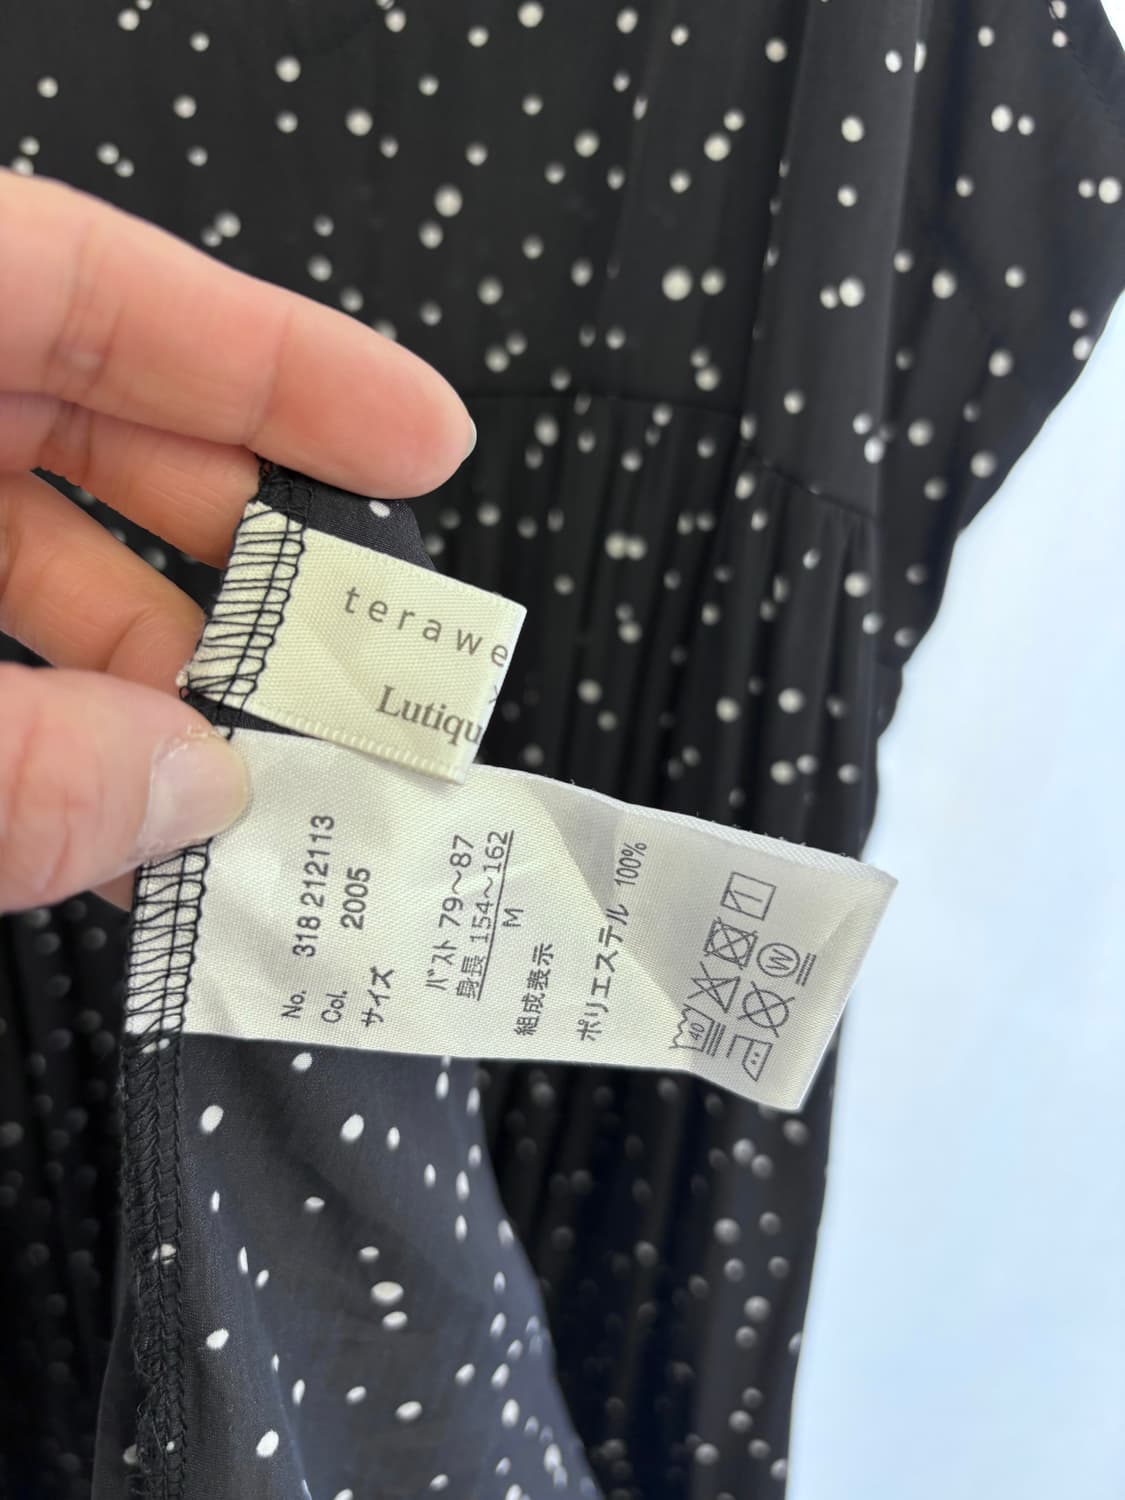 terawe
×
Lutiqu
No. 318 212113
Col. 2005
サイズ
バスト 79~87
身長 154~162
M
組成表示
ポリエステル 100%
40
W